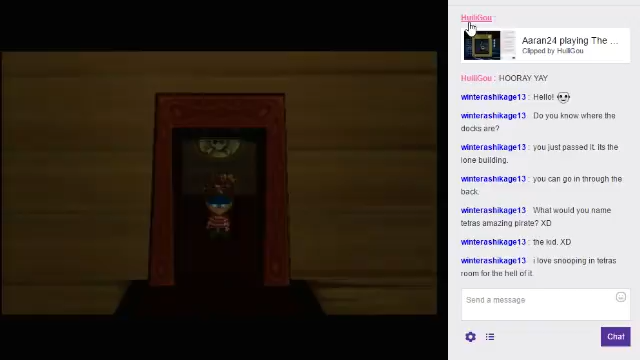 HulliGou :
Aaran24 playing The ...
Clipped by HulliGou
HulliGou : HOORAY YAY
winterashikage13 : Hello!
winterashikage13 : Do you know where the
docks are?
winterashikage13 : you just passed it. Its the
lone building.
winterashikage13 : you can go in through the
back.
winterashikage13 : What would you name
tetras amazing pirate? XD
winterashikage13 : the kid. XD
winterashikage13 : i love snooping in tetras
room for the hell of it.
Send a message
Chat